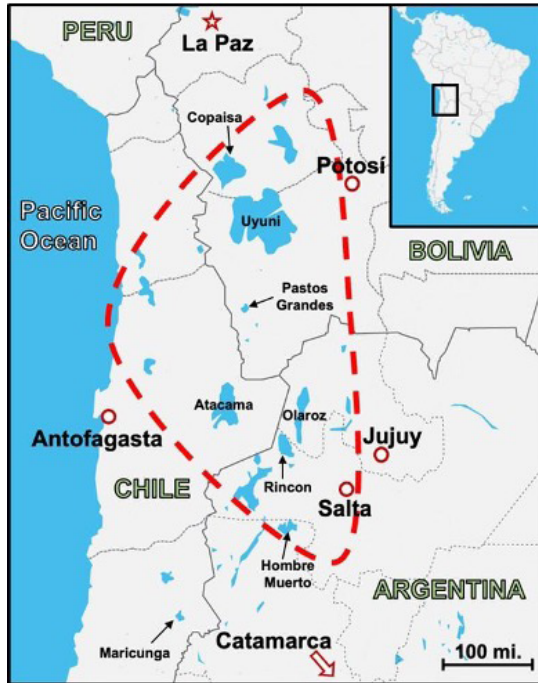 PERU
La Paz
Copaisa
Potosí
Pacific
Ocean
Uyuni
BOLIVIA
Pastos
Grandes
Atacama
Olaroz
Antofagasta
Jujuy
Rincon
CHILE
Salta
Hombre
Muerto
ARGENTINA
Catamarca
Maricunga
100 mi.